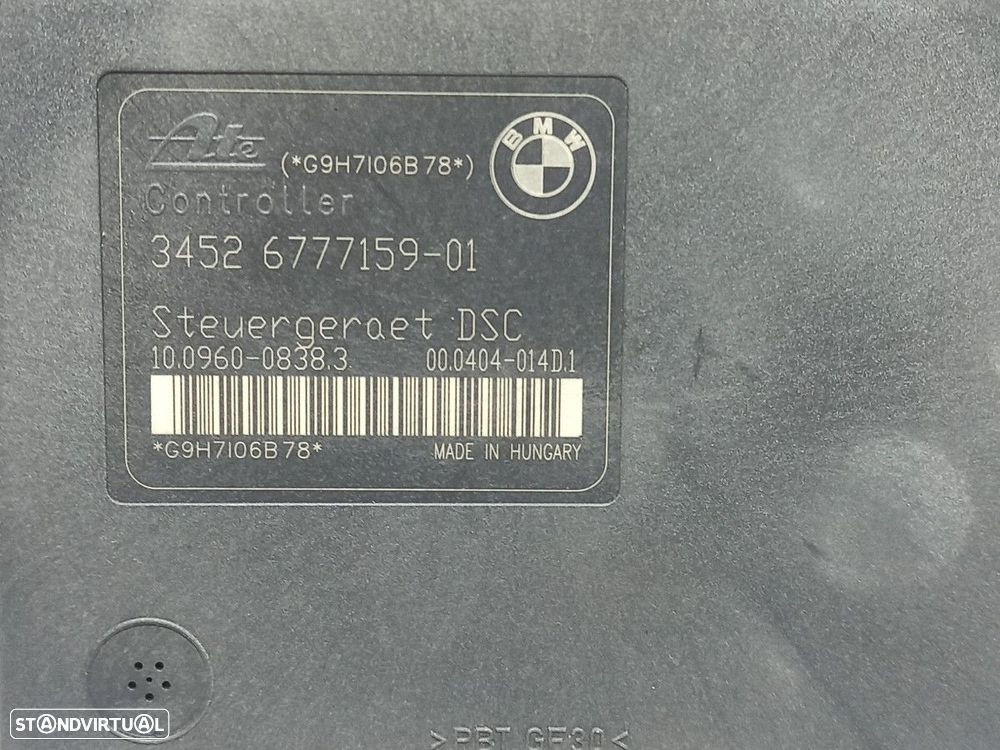 Ate
(*G9H7I06B78*)
BMW
Controller
3452 6777159-01
Steuergeraet DSC
10.0960-0838.3 00.0404-014D.1
*G9H7I06B78*
MADE IN HUNGARY
>PBT GF30<
STANDVIRTUAL